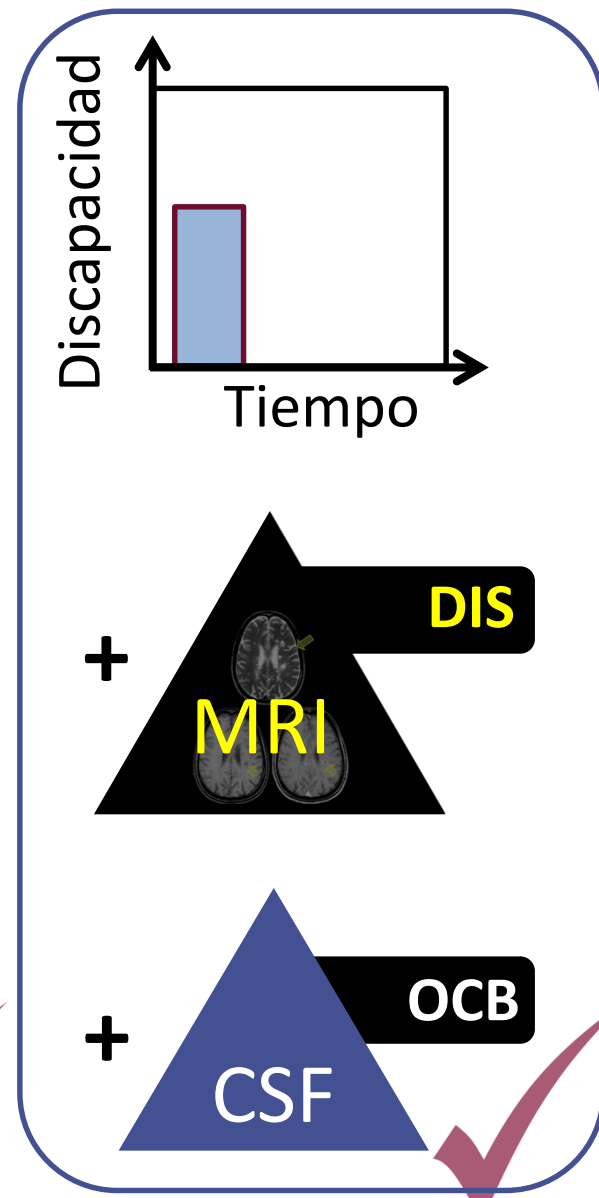 Discapacidad
Tiempo
+
DIS
MRI
+
OCB
CSF